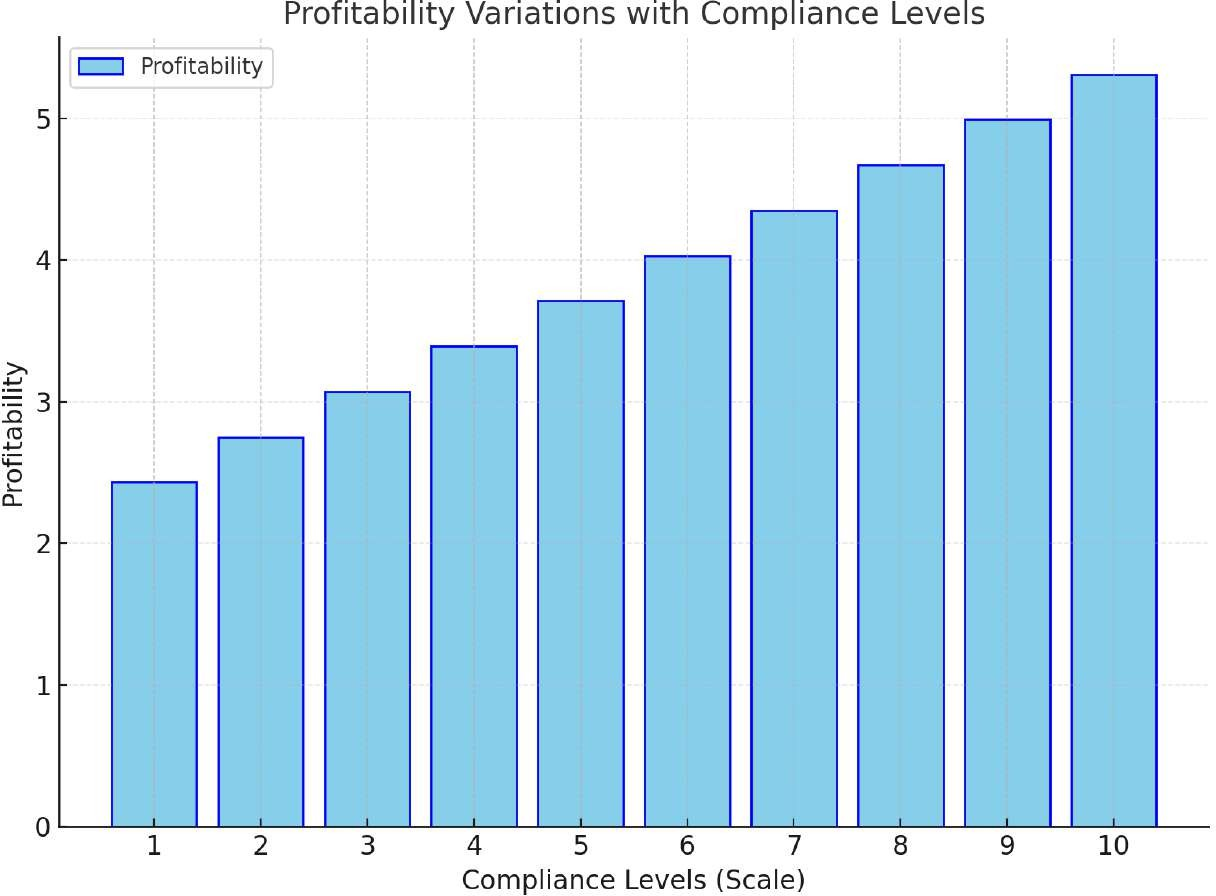 Profitability Variations with Compliance Levels
Profitability
5
4
3
2
1
0
Profitability
1 2 3 4 5 6 7 8 9 10
Compliance Levels (Scale)